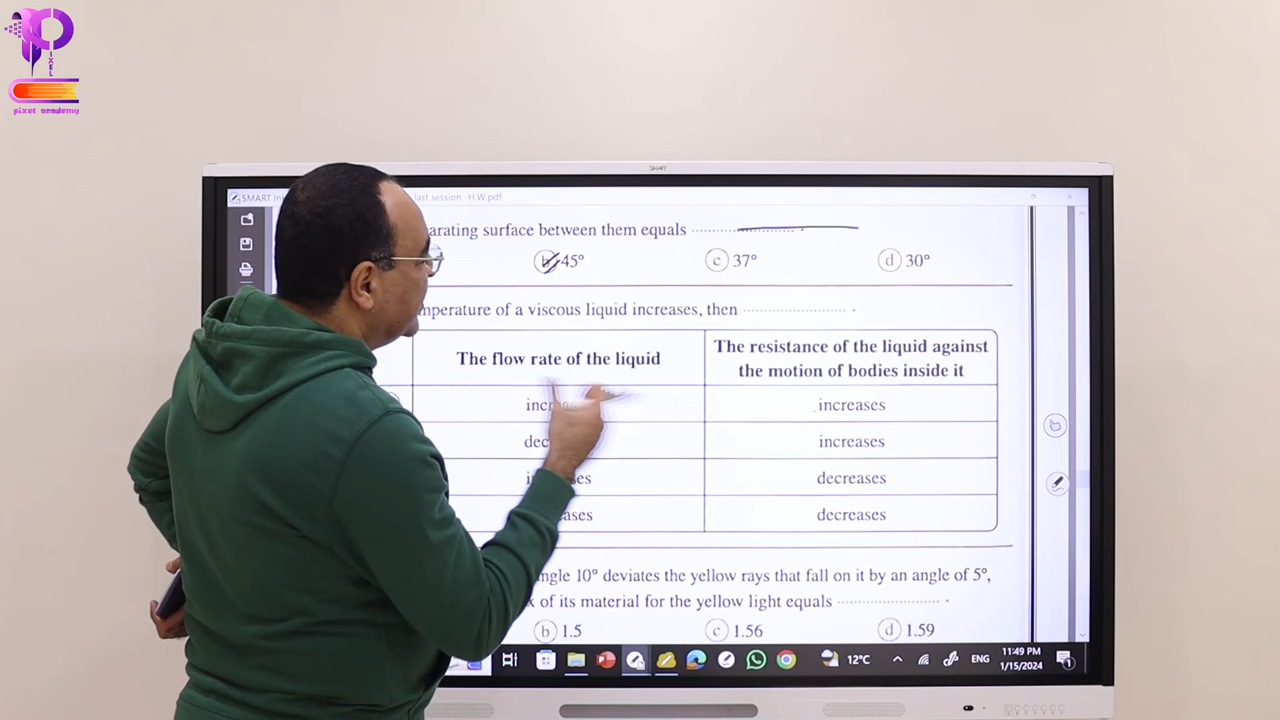 PIXEL
pixel academy
SMART
SMART In
last session -H.W.pdf
arating surface between them equals
b 45° c 37° d 30°
mperature of a viscous liquid increases, then
The flow rate of the liquid
The resistance of the liquid against
the motion of bodies inside it
increases
increases
decreases
decreases
ngle 10° deviates the yellow rays that fall on it by an angle of 5°,
x of its material for the yellow light equals
b 1.5 c 1.56 d 1.59
12°C ENG 11:49 PM
1/15/2024